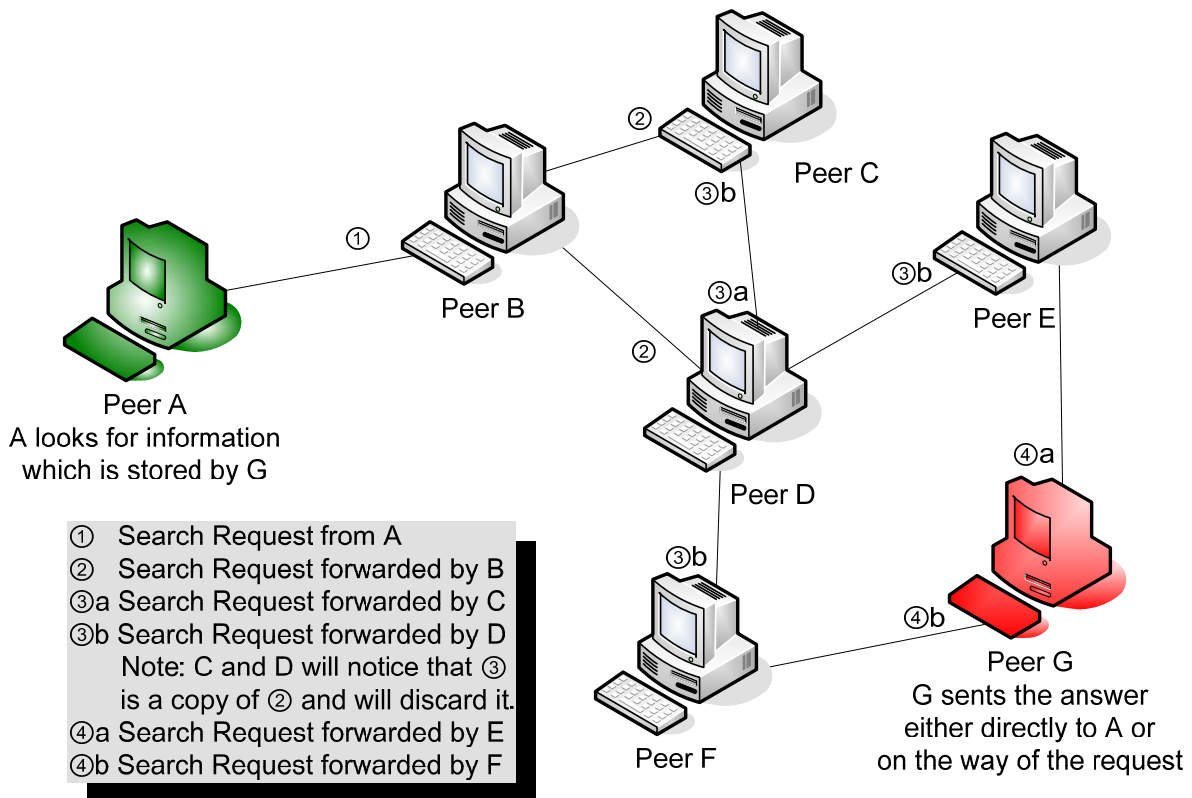 ②
Peer C
③b
①
Peer B
③b
③a
Peer E
②
Peer A
A looks for information
which is stored by G
Peer D
④a
① Search Request from A
② Search Request forwarded by B
③a Search Request forwarded by C
③b Search Request forwarded by D
Note: C and D will notice that ③
is a copy of ② and will discard it.
④a Search Request forwarded by E
④b Search Request forwarded by F
③b
④b
Peer F
Peer G
G sents the answer
either directly to A or
on the way of the request